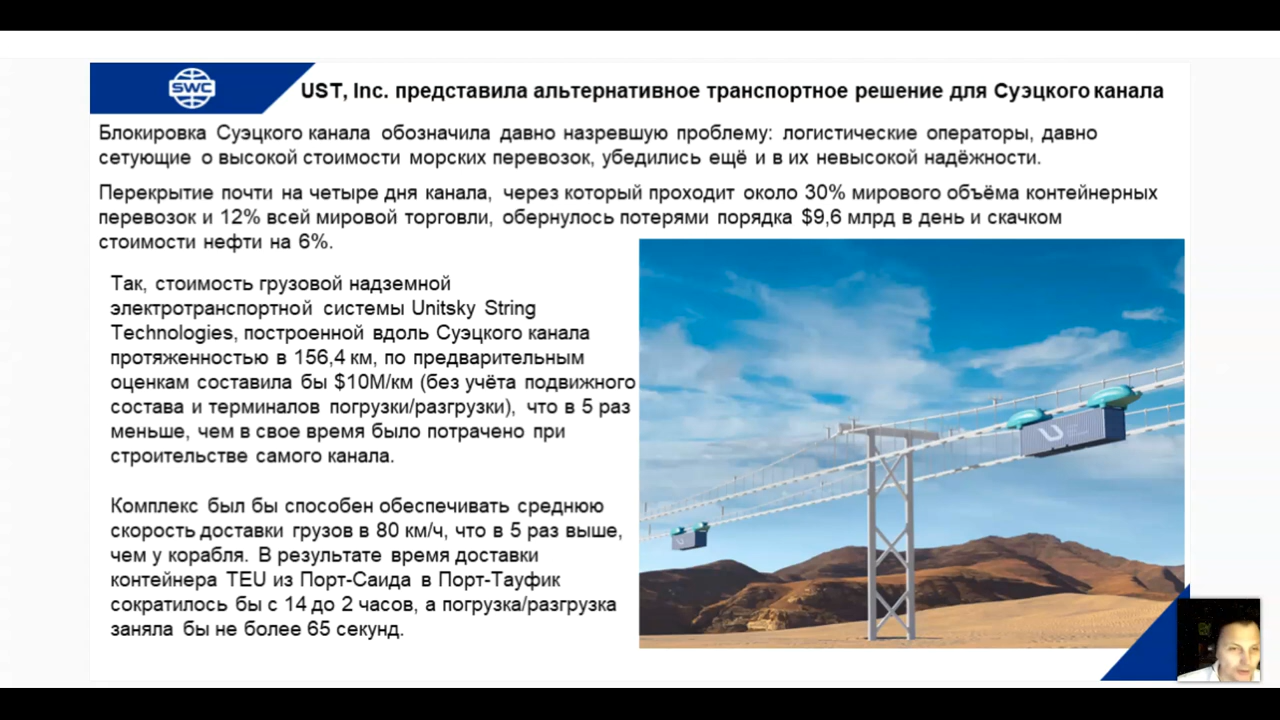 SWC
UST, Inc. представила альтернативное транспортное решение для Суэцкого канала
Блокировка Суэцкого канала обозначила давно назревшую проблему: логистические операторы, давно
сетующие о высокой стоимости морских перевозок, убедились ещё и в их невысокой надёжности.
Перекрытие почти на четыре дня канала, через который проходит около 30% мирового объёма контейнерных
перевозок и 12% всей мировой торговли, обернулось потерями порядка $9,6 млрд в день и скачком
стоимости нефти на 6%.
Так, стоимость грузовой надземной
электротранспортной системы Unitsky String
Technologies, построенной вдоль Суэцкого канала
протяженностью в 156,4 км, по предварительным
оценкам составила бы $10М/км (без учёта подвижного
состава и терминалов погрузки/разгрузки), что в 5 раз
меньше, чем в свое время было потрачено при
строительстве самого канала.
Комплекс был бы способен обеспечивать среднюю
скорость доставки грузов в 80 км/ч, что в 5 раз выше,
чем у корабля. В результате время доставки
контейнера TEU из Порт-Саида в Порт-Тауфик
сократилось бы с 14 до 2 часов, а погрузка/разгрузка
заняла бы не более 65 секунд.